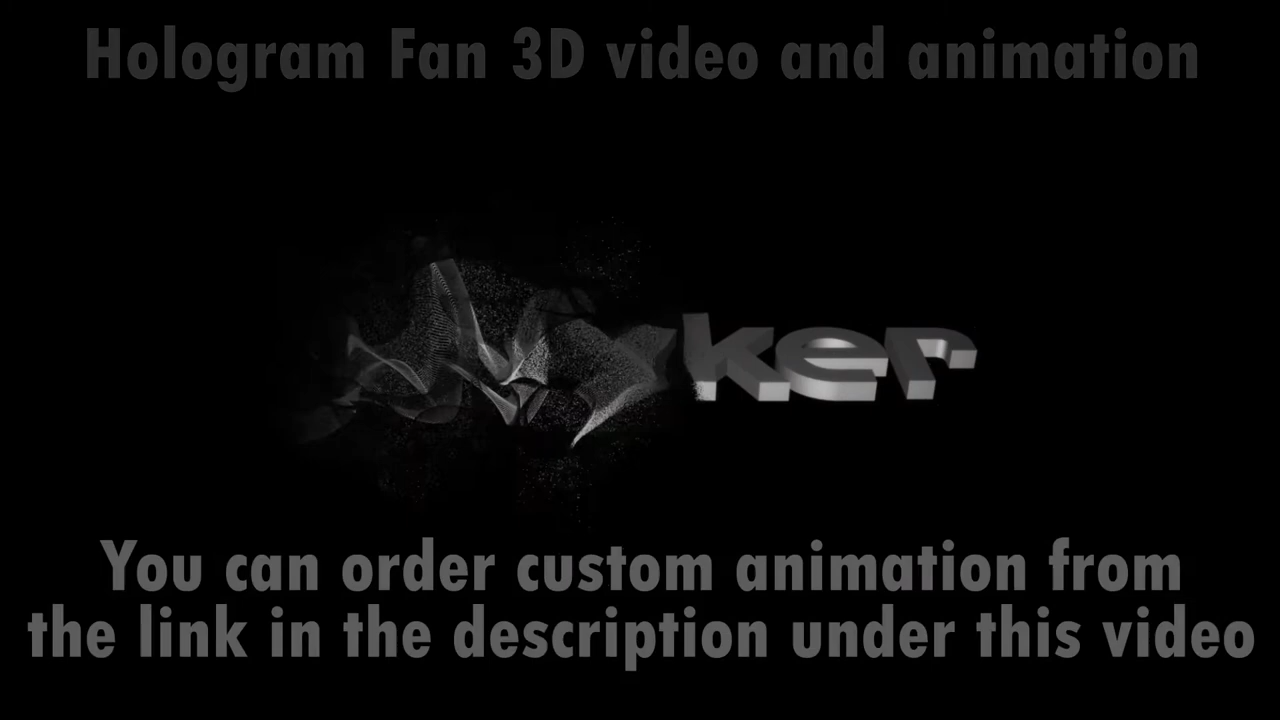 Hologram Fan 3D video and animation
ker
You can order custom animation from
the link in the description under this video